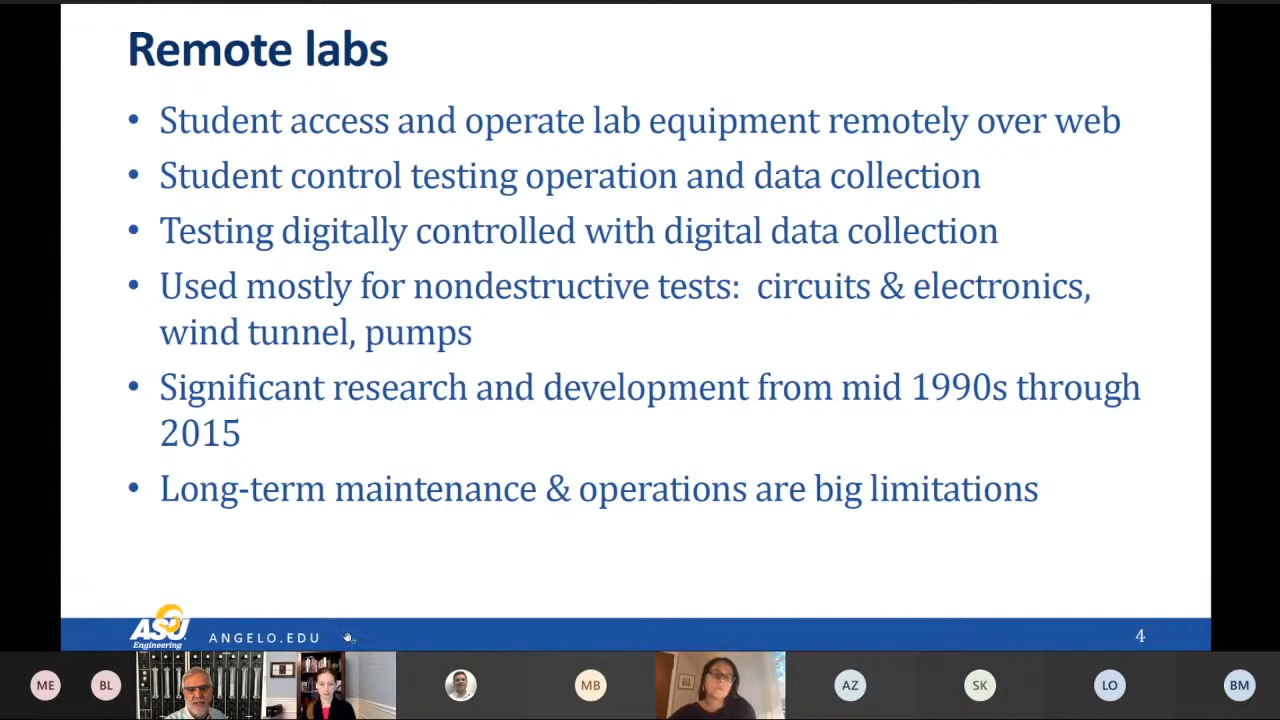 Remote labs
• Student access and operate lab equipment remotely over web
• Student control testing operation and data collection
• Testing digitally controlled with digital data collection
• Used mostly for nondestructive tests:  circuits & electronics,
wind tunnel, pumps
• Significant research and development from mid 1990s through
2015
• Long-term maintenance & operations are big limitations
ASU
Engineering
ANGELO.EDU
4
ME
BL
MB
AZ
SK
LO
BM